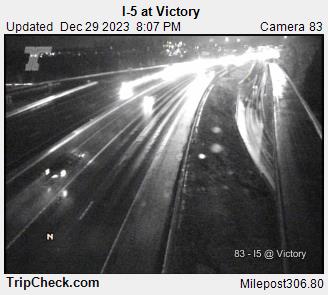 I-5 at Victory
Updated Dec 29 2023 8:07 PM Camera 83
T
N
83 - I5 @ Victory
TripCheck.com Milepost306.80